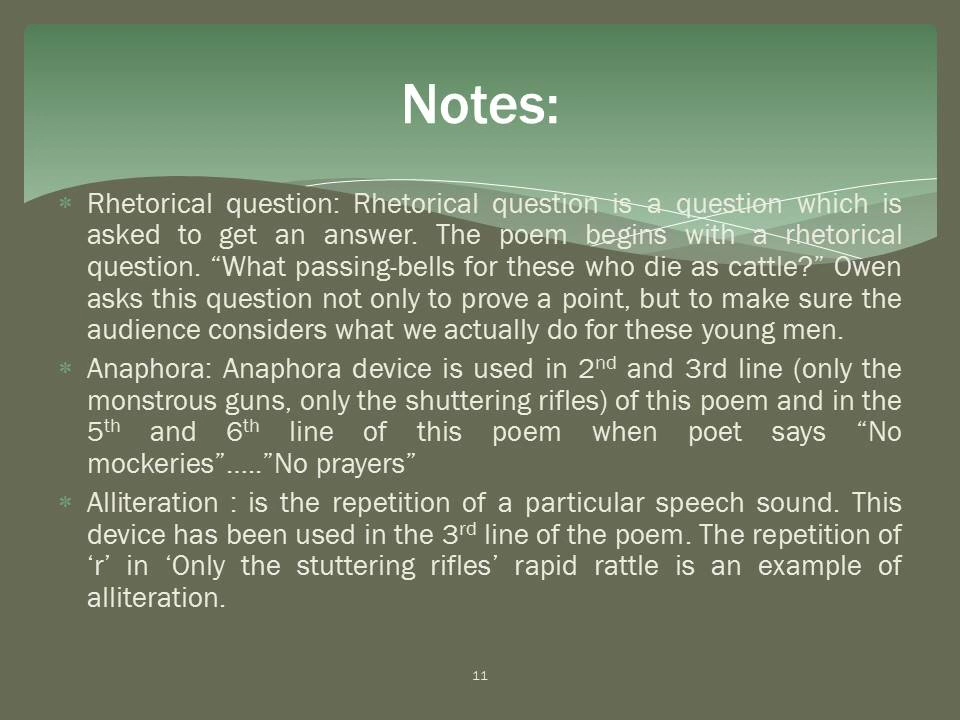 Notes:
* Rhetorical question: Rhetorical question is a question which is
asked to get an answer. The poem begins with a rhetorical
question. “What passing-bells for these who die as cattle?” Owen
asks this question not only to prove a point, but to make sure the
audience considers what we actually do for these young men.
* Anaphora: Anaphora device is used in 2nd and 3rd line (only the
monstrous guns, only the shuttering rifles) of this poem and in the
5th and 6th line of this poem when poet says “No
mockeries”.....”No prayers”
* Alliteration : is the repetition of a particular speech sound. This
device has been used in the 3rd line of the poem. The repetition of
‘r’ in ‘Only the stuttering rifles’ rapid rattle is an example of
alliteration.
11